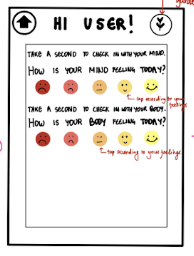 guide
HI USER!
TAKE A SECOND TO CHECK IN WITH YOUR MIND.
HOW IS YOUR MIND FEELING TODAY?
tap according to your feelings
TAKE A SECOND TO CHECK IN WITH YOUR BODY.
HOW IS YOUR BODY FEELING TODAY?
tap according to your feelings